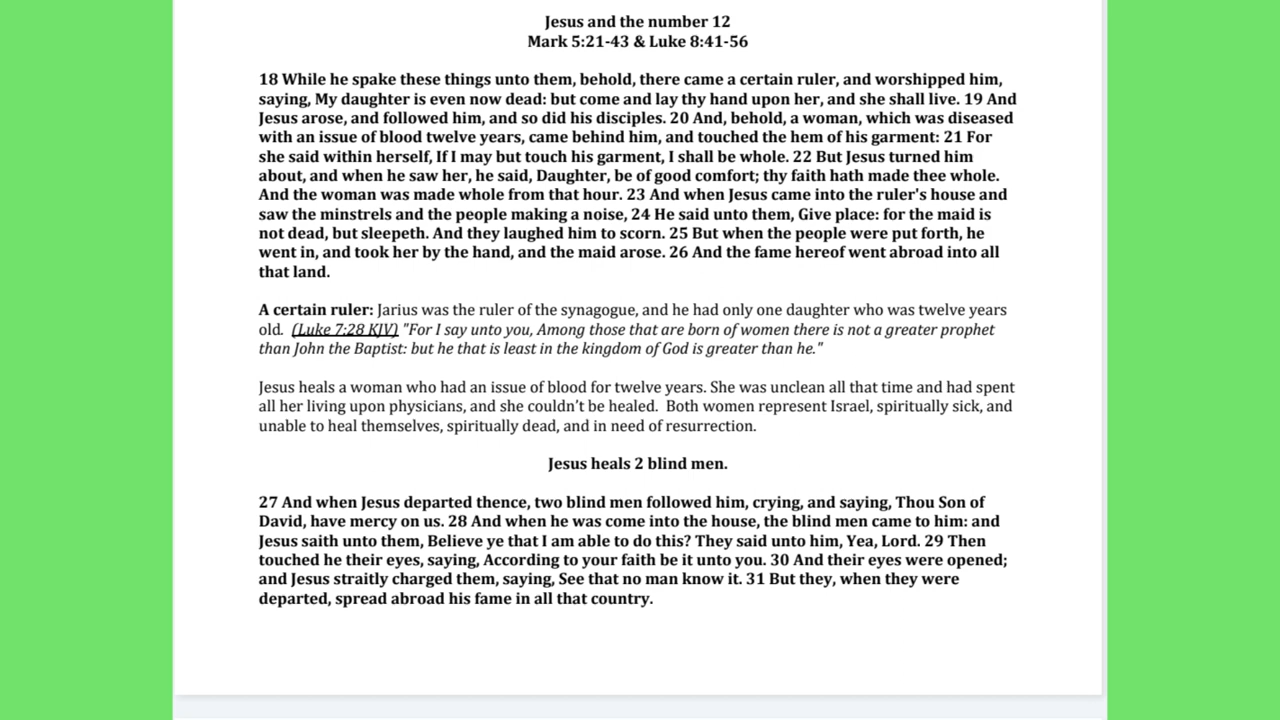 Jesus and the number 12
Mark 5:21-43 & Luke 8:41-56
18 While he spake these things unto them, behold, there came a certain ruler, and worshipped him,
saying, My daughter is even now dead: but come and lay thy hand upon her, and she shall live. 19 And
Jesus arose, and followed him, and so did his disciples. 20 And, behold, a woman, which was diseased
with an issue of blood twelve years, came behind him, and touched the hem of his garment: 21 For
she said within herself, If I may but touch his garment, I shall be whole. 22 But Jesus turned him
about, and when he saw her, he said, Daughter, be of good comfort; thy faith hath made thee whole.
And the woman was made whole from that hour. 23 And when Jesus came into the ruler's house and
saw the minstrels and the people making a noise, 24 He said unto them, Give place: for the maid is
not dead, but sleepeth. And they laughed him to scorn. 25 But when the people were put forth, he
went in, and took her by the hand, and the maid arose. 26 And the fame hereof went abroad into all
that land.
A certain ruler: Jarius was the ruler of the synagogue, and he had only one daughter who was twelve years
old. (Luke 7:28 KJV) "For I say unto you, Among those that are born of women there is not a greater prophet
than John the Baptist: but he that is least in the kingdom of God is greater than he."
Jesus heals a woman who had an issue of blood for twelve years. She was unclean all that time and had spent
all her living upon physicians, and she couldn't be healed. Both women represent Israel, spiritually sick, and
unable to heal themselves, spiritually dead, and in need of resurrection.
Jesus heals 2 blind men.
27 And when Jesus departed thence, two blind men followed him, crying, and saying, Thou Son of
David, have mercy on us. 28 And when he was come into the house, the blind men came to him: and
Jesus saith unto them, Believe ye that I am able to do this? They said unto him, Yea, Lord. 29 Then
touched he their eyes, saying, According to your faith be it unto you. 30 And their eyes were opened;
and Jesus straitly charged them, saying, See that no man know it. 31 But they, when they were
departed, spread abroad his fame in all that country.